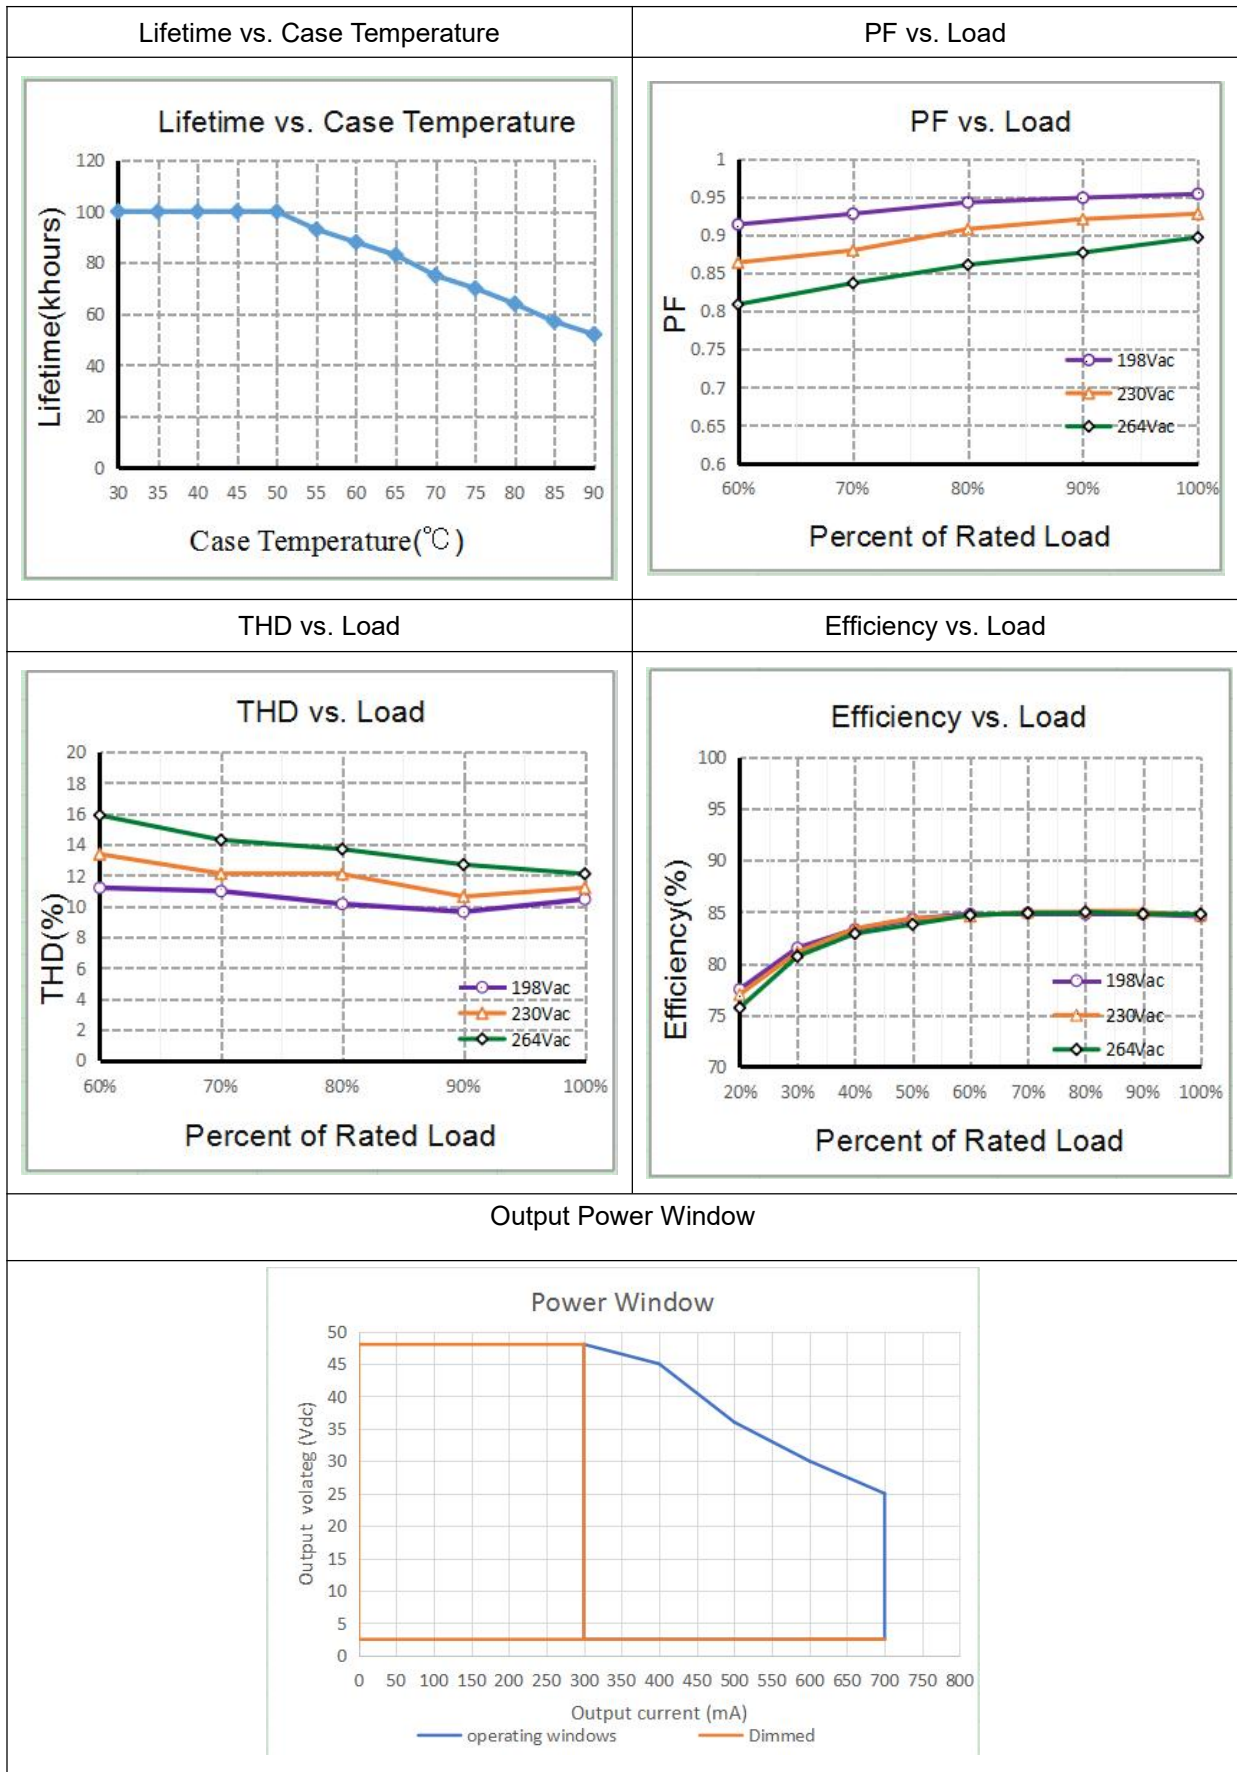 Lifetime vs. Case Temperature
PF vs. Load
Lifetime vs. Case Temperature
120
100
80
60
40
20
0
Lifetime(khours)
30 35 40 45 50 55 60 65 70 75 80 85 90
Case Temperature(℃)
PF vs. Load
1
0.95
0.9
0.85
0.8
0.75
0.7
0.65
0.6
PF
198Vac
230Vac
264Vac
60% 70% 80% 90% 100%
Percent of Rated Load
THD vs. Load
Efficiency vs. Load
THD vs. Load
20
18
16
14
12
10
8
6
4
2
0
THD(%)
198Vac
230Vac
264Vac
60% 70% 80% 90% 100%
Percent of Rated Load
Efficiency vs. Load
100
95
90
85
80
75
70
Efficiency(%)
198Vac
230Vac
264Vac
20% 30% 40% 50% 60% 70% 80% 90% 100%
Percent of Rated Load
Output Power Window
Power Window
50
45
40
35
30
25
20
15
10
5
0
Output volateg (Vdc)
0 50 100 150 200 250 300 350 400 450 500 550 600 650 700 750 800
Output current (mA)
operating windows Dimmed